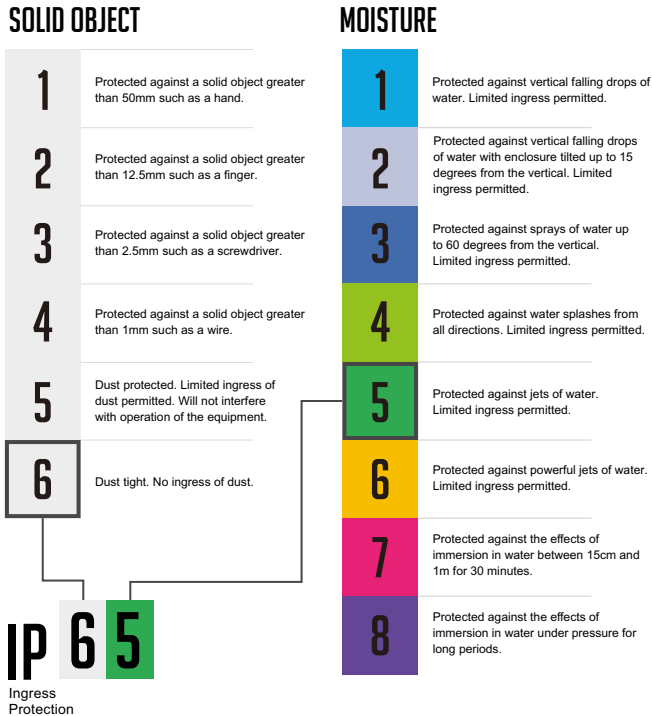 SOLID OBJECT
1
Protected against a solid object greater
than 50mm such as a hand.
2
Protected against a solid object greater
than 12.5mm such as a finger.
3
Protected against a solid object greater
than 2.5mm such as a screwdriver.
4
Protected against a solid object greater
than 1mm such as a wire.
5
Dust protected. Limited ingress of
dust permitted. Will not interfere
with operation of the equipment.
6
Dust tight. No ingress of dust.
MOISTURE
1
Protected against vertical falling drops of
water. Limited ingress permitted.
2
Protected against vertical falling drops
of water with enclosure tilted up to 15
degrees from the vertical. Limited
ingress permitted.
3
Protected against sprays of water up
to 60 degrees from the vertical.
Limited ingress permitted.
4
Protected against water splashes from
all directions. Limited ingress permitted.
5
Protected against jets of water.
Limited ingress permitted.
6
Protected against powerful jets of water.
Limited ingress permitted.
7
Protected against the effects of
immersion in water between 15cm and
1m for 30 minutes.
8
Protected against the effects of
immersion in water under pressure for
long periods.
IP 6 5
Ingress
Protection